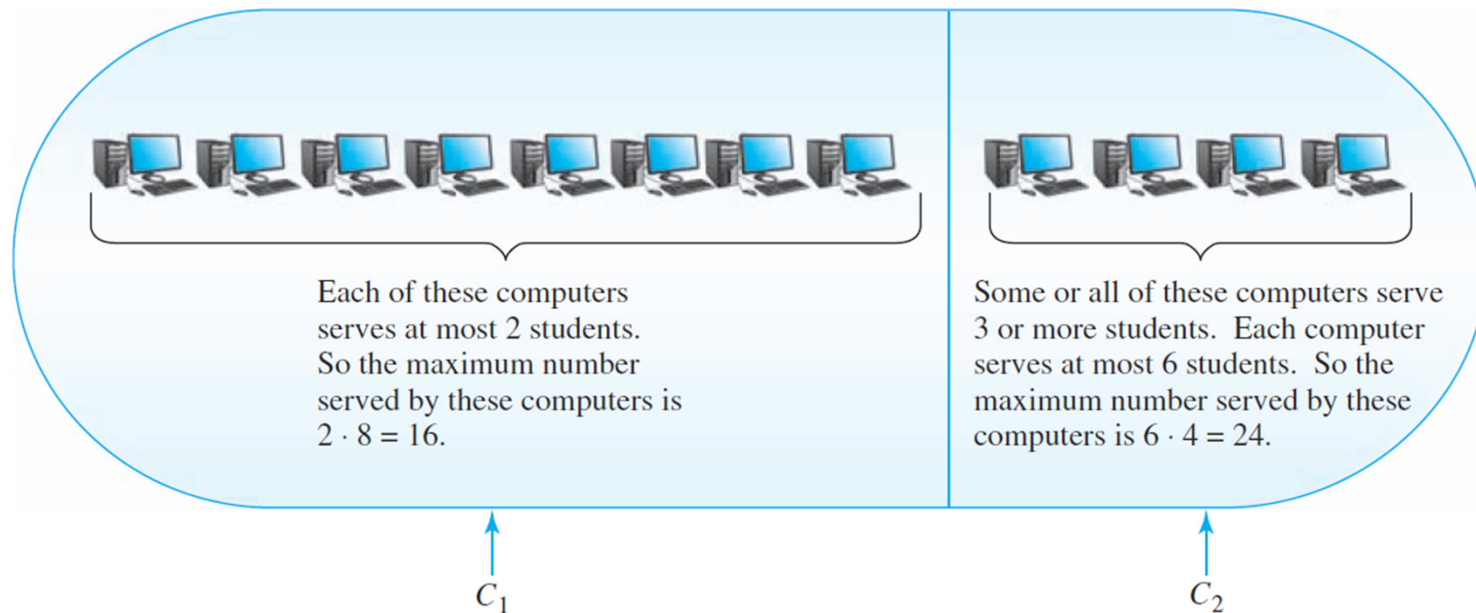 Each of these computers
serves at most 2 students.
So the maximum number
served by these computers is
2 · 8 = 16.
Some or all of these computers serve
3 or more students. Each computer
serves at most 6 students. So the
maximum number served by these
computers is 6 · 4 = 24.
C₁
C₂